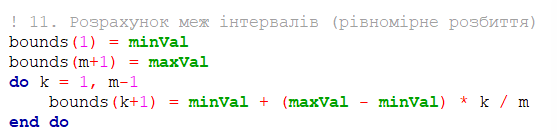 ! 11. Розрахунок меж інтервалів (рівномірне розбиття)
bounds(1) = minVal
bounds(m+1) = maxVal
do k = 1, m-1
    bounds(k+1) = minVal + (maxVal - minVal) * k / m
end do